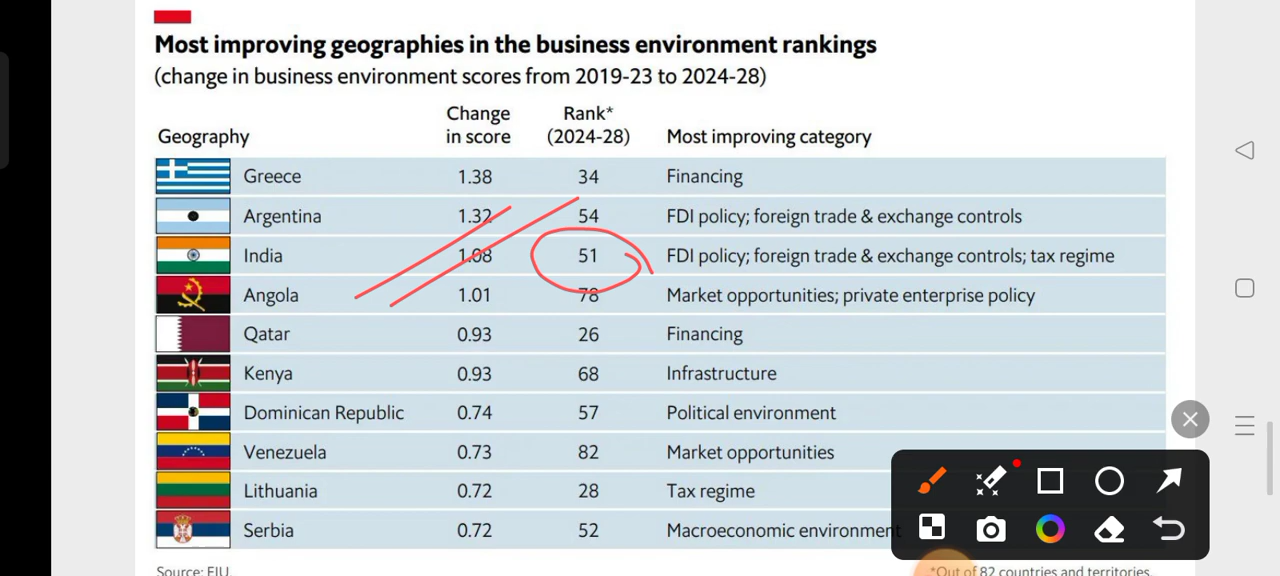 Most improving geographies in the business environment rankings
(change in business environment scores from 2019-23 to 2024-28)
Geography Change in score Rank* (2024-28) Most improving category
Greece 1.38 34 Financing
Argentina 1.32 54 FDI policy; foreign trade & exchange controls
India 1.08 51 FDI policy; foreign trade & exchange controls; tax regime
Angola 1.01 78 Market opportunities; private enterprise policy
Qatar 0.93 26 Financing
Kenya 0.93 68 Infrastructure
Dominican Republic 0.74 57 Political environment
Venezuela 0.73 82 Market opportunities
Lithuania 0.72 28 Tax regime
Serbia 0.72 52 Macroeconomic environment
Source: EIU. *Out of 82 countries and territories.